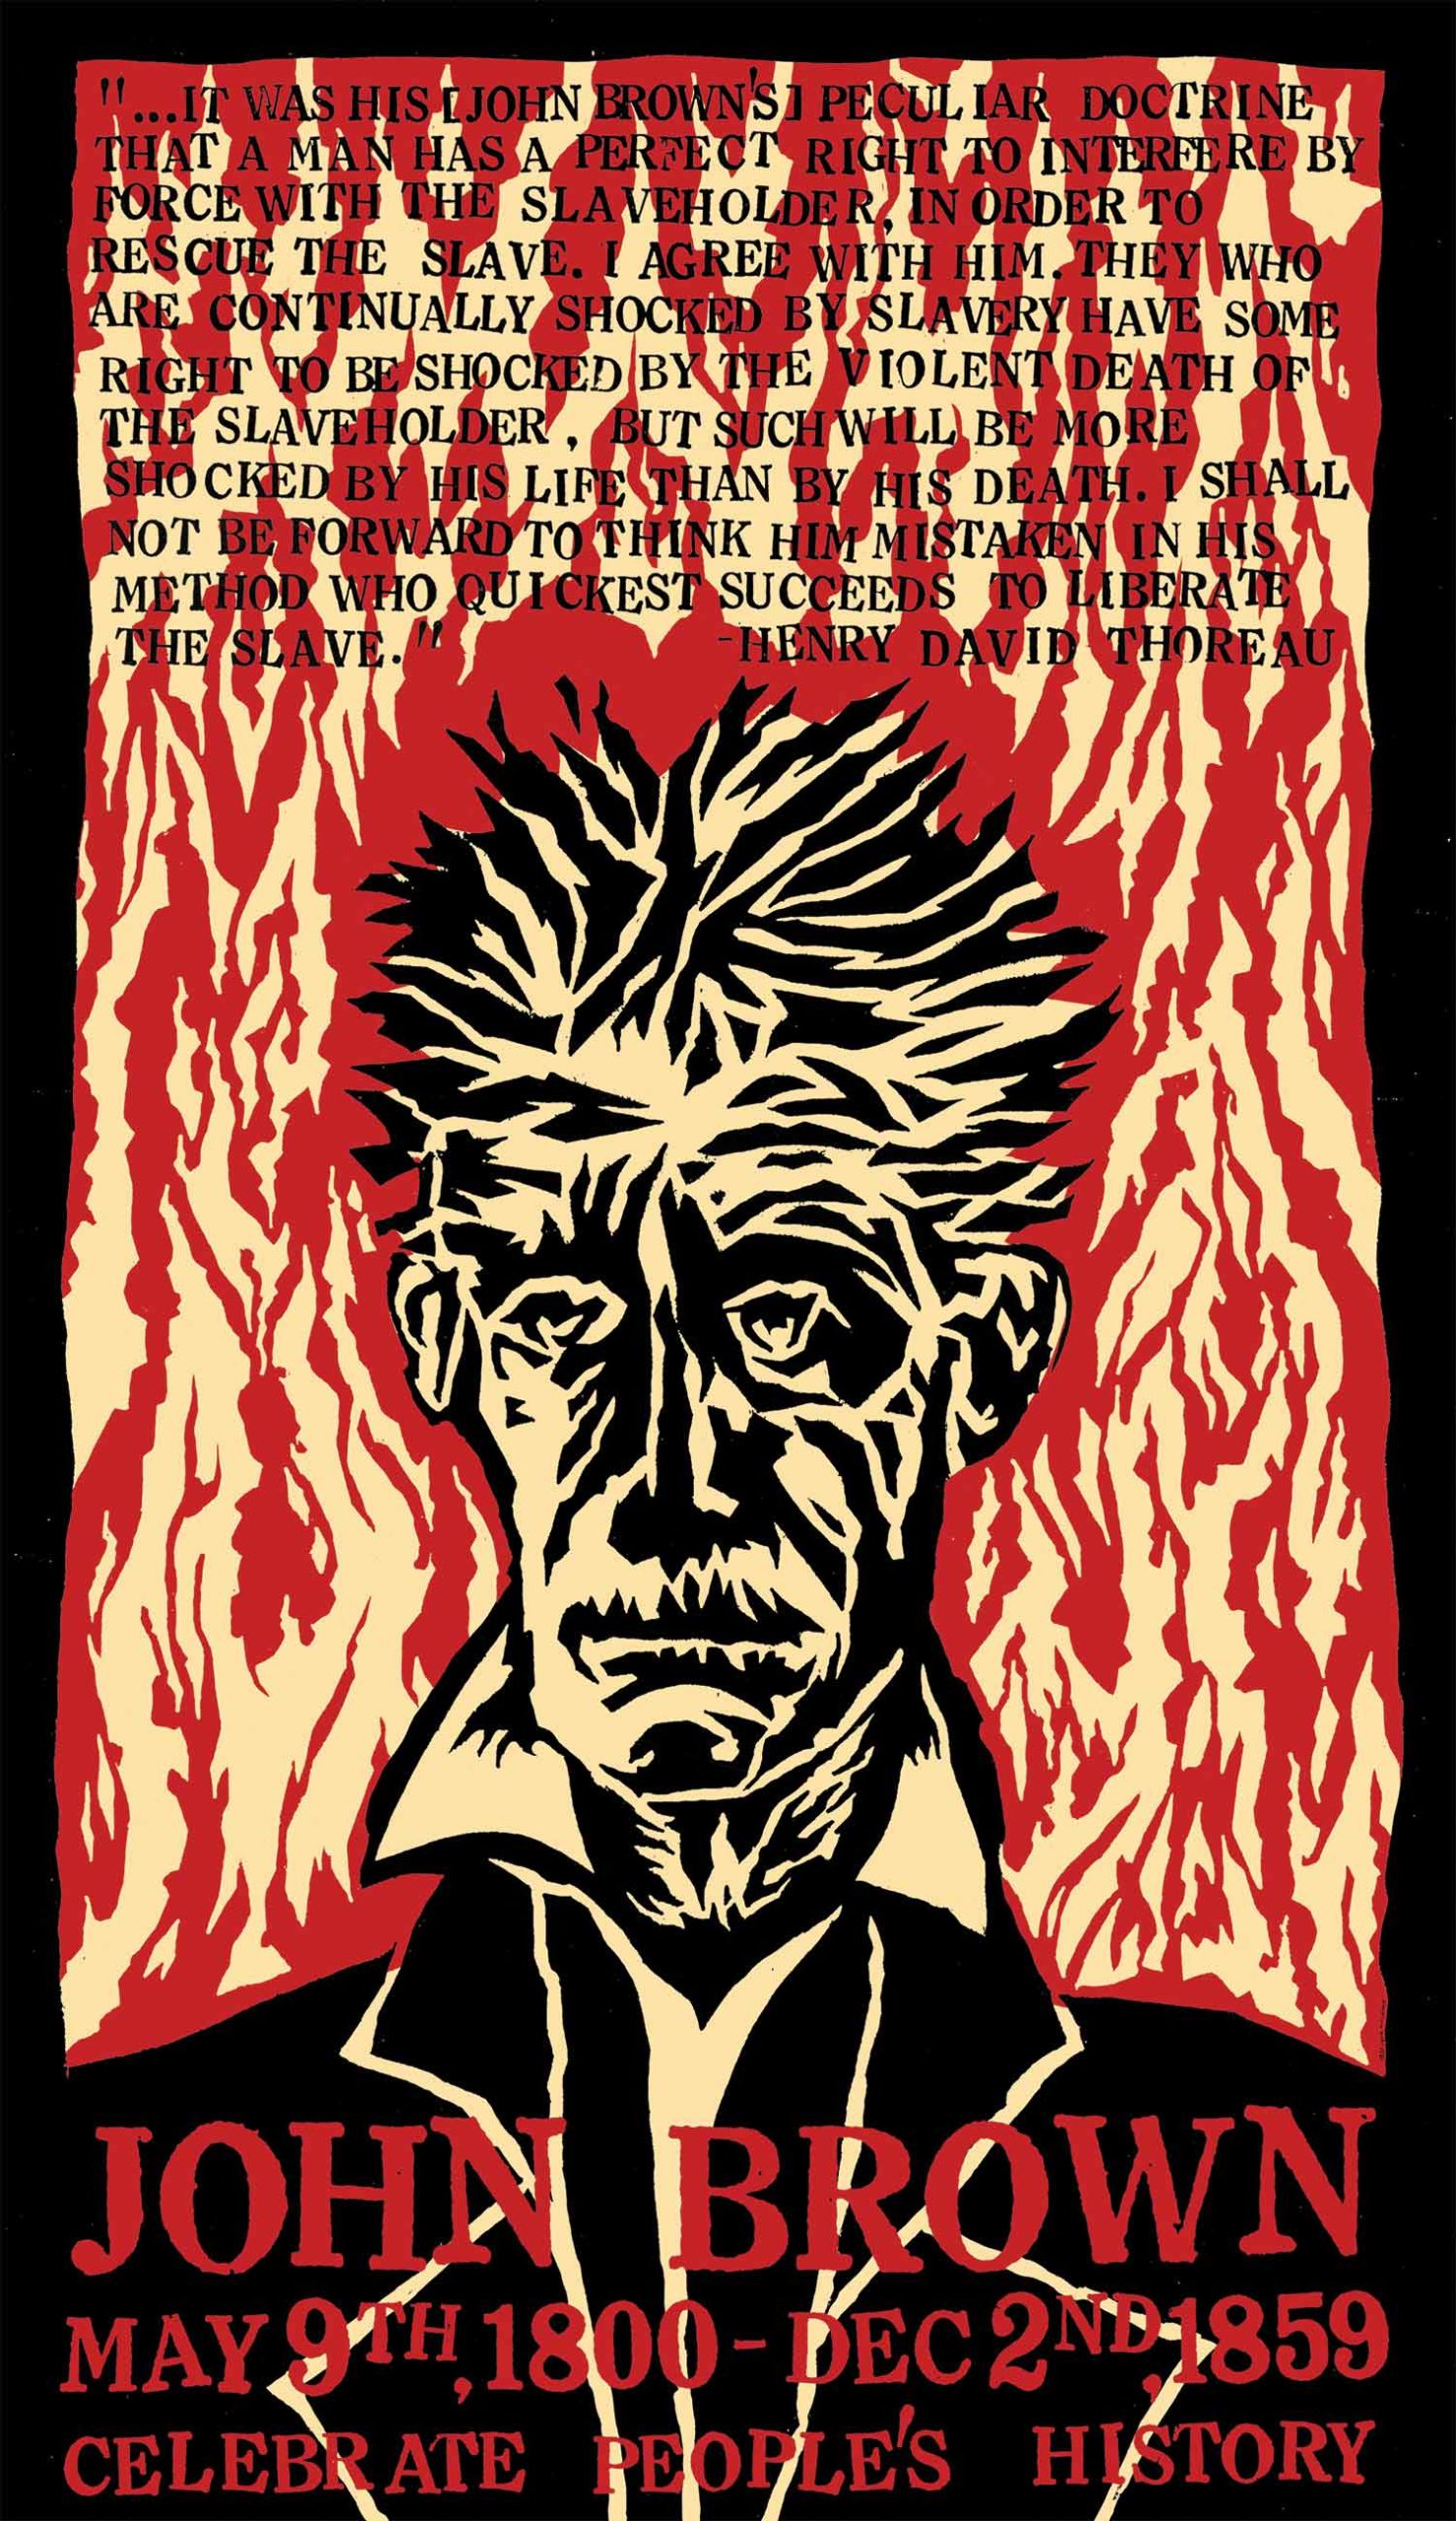 "...IT WAS HIS [JOHN BROWN'S] PECULIAR DOCTRINE
THAT A MAN HAS A PERFECT RIGHT TO INTERFERE BY
FORCE WITH THE SLAVEHOLDER, IN ORDER TO
RESCUE THE SLAVE. I AGREE WITH HIM. THEY WHO
ARE CONTINUALLY SHOCKED BY SLAVERY HAVE SOME
RIGHT TO BE SHOCKED BY THE VIOLENT DEATH OF
THE SLAVEHOLDER, BUT SUCH WILL BE MORE
SHOCKED BY HIS LIFE THAN BY HIS DEATH. I SHALL
NOT BE FORWARD TO THINK HIM MISTAKEN IN HIS
METHOD WHO QUICKEST SUCCEEDS TO LIBERATE
THE SLAVE." -HENRY DAVID THOREAU
JOHN BROWN
MAY 9TH, 1800 - DEC 2ND, 1859
CELEBRATE PEOPLE'S HISTORY